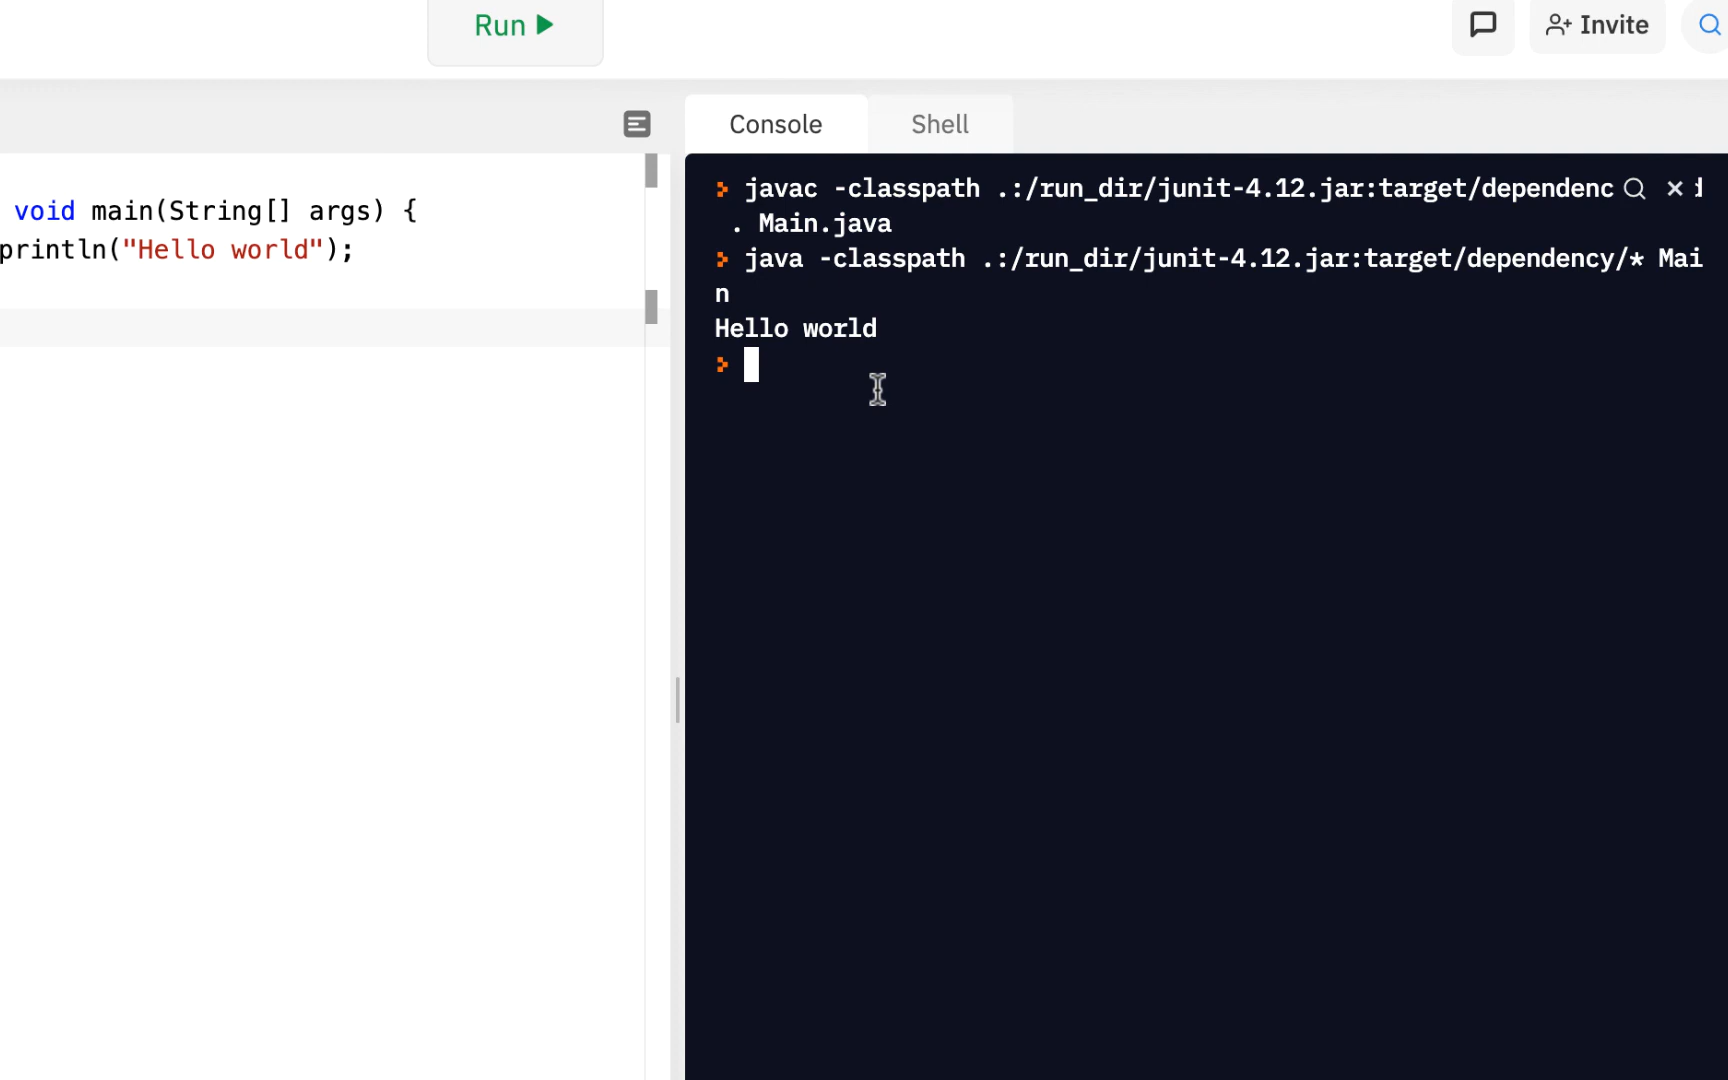 Run
Invite
Console Shell
void main(String[] args) {
println("Hello world");
javac -classpath .:/run_dir/junit-4.12.jar:target/dependenc
. Main.java
java -classpath .:/run_dir/junit-4.12.jar:target/dependency/* Mai
n
Hello world